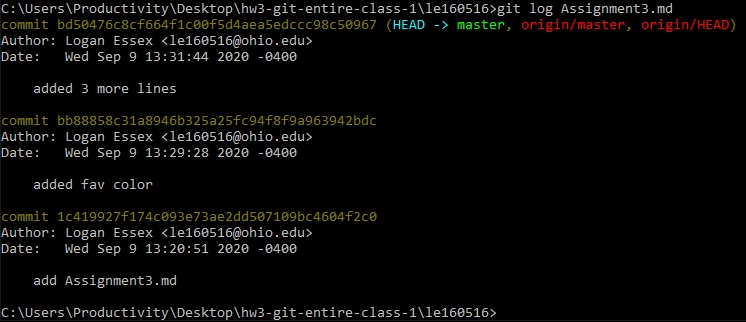 C:\Users\Productivity\Desktop\hw3-git-entire-class-1\le160516>git log Assignment3.md
commit bd50476c8cf664f1c00f5d4aea5edccc98c50967 (HEAD -> master, origin/master, origin/HEAD)
Author: Logan Essex <le160516@ohio.edu>
Date:   Wed Sep 9 13:31:44 2020 -0400
    added 3 more lines
commit bb88858c31a8946b325a25fc94f8f9a963942bdc
Author: Logan Essex <le160516@ohio.edu>
Date:   Wed Sep 9 13:29:28 2020 -0400
    added fav color
commit 1c419927f174c093e73ae2dd507109bc4604f2c0
Author: Logan Essex <le160516@ohio.edu>
Date:   Wed Sep 9 13:20:51 2020 -0400
    add Assignment3.md
C:\Users\Productivity\Desktop\hw3-git-entire-class-1\le160516>